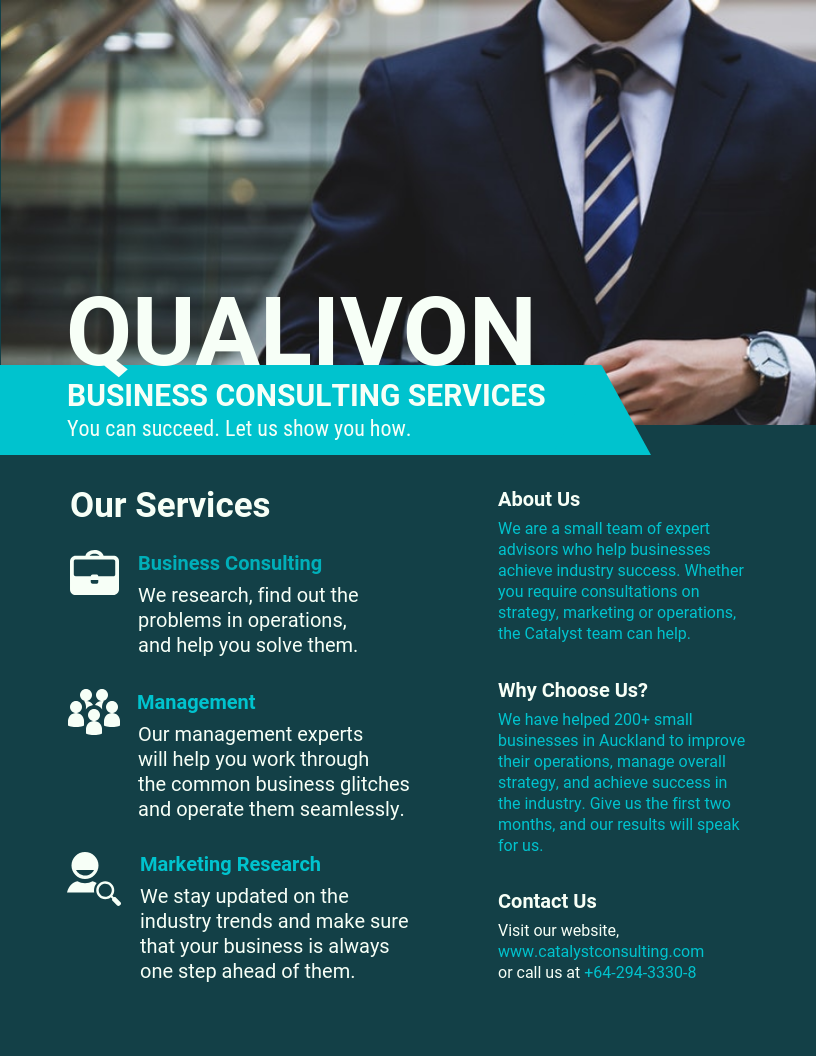 QUALIVON
BUSINESS CONSULTING SERVICES
You can succeed. Let us show you how.
Our Services
Business Consulting
We research, find out the
problems in operations,
and help you solve them.
Management
Our management experts
will help you work through
the common business glitches
and operate them seamlessly.
Marketing Research
We stay updated on the
industry trends and make sure
that your business is always
one step ahead of them.
About Us
We are a small team of expert
advisors who help businesses
achieve industry success. Whether
you require consultations on
strategy, marketing or operations,
the Catalyst team can help.
Why Choose Us?
We have helped 200+ small
businesses in Auckland to improve
their operations, manage overall
strategy, and achieve success in
the industry. Give us the first two
months, and our results will speak
for us.
Contact Us
Visit our website,
www.catalystconsulting.com
or call us at +64-294-3330-8